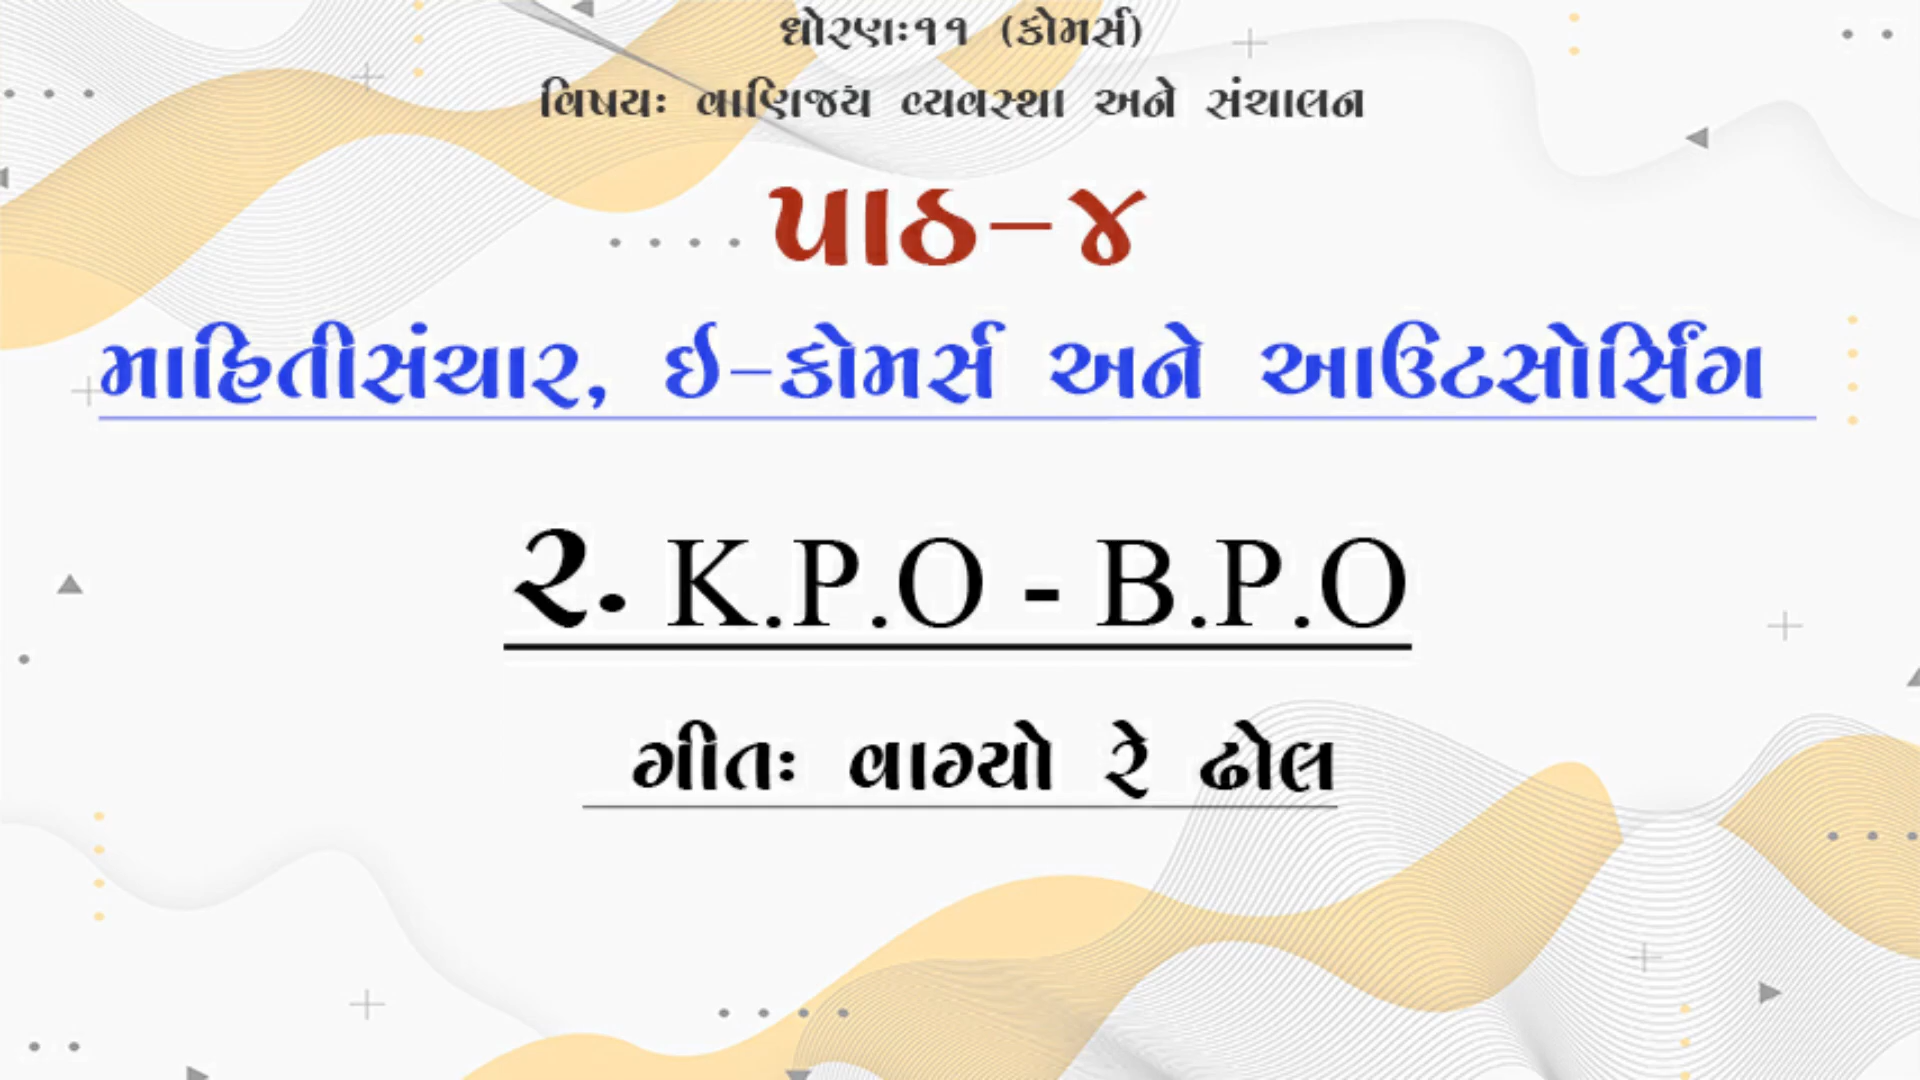 ધોરણઃ૧૧ (કોમર્સ)
વિષયઃ વાણિજ્ય વ્યવસ્થા અને સંચાલન
પાઠ-૪
માહિતીસંચાર, ઇ-કોમર્સ અને આઉટસોર્સિંગ
૨. K.P.O - B.P.O
ગીતઃ વાગ્યો રે ઢોલ